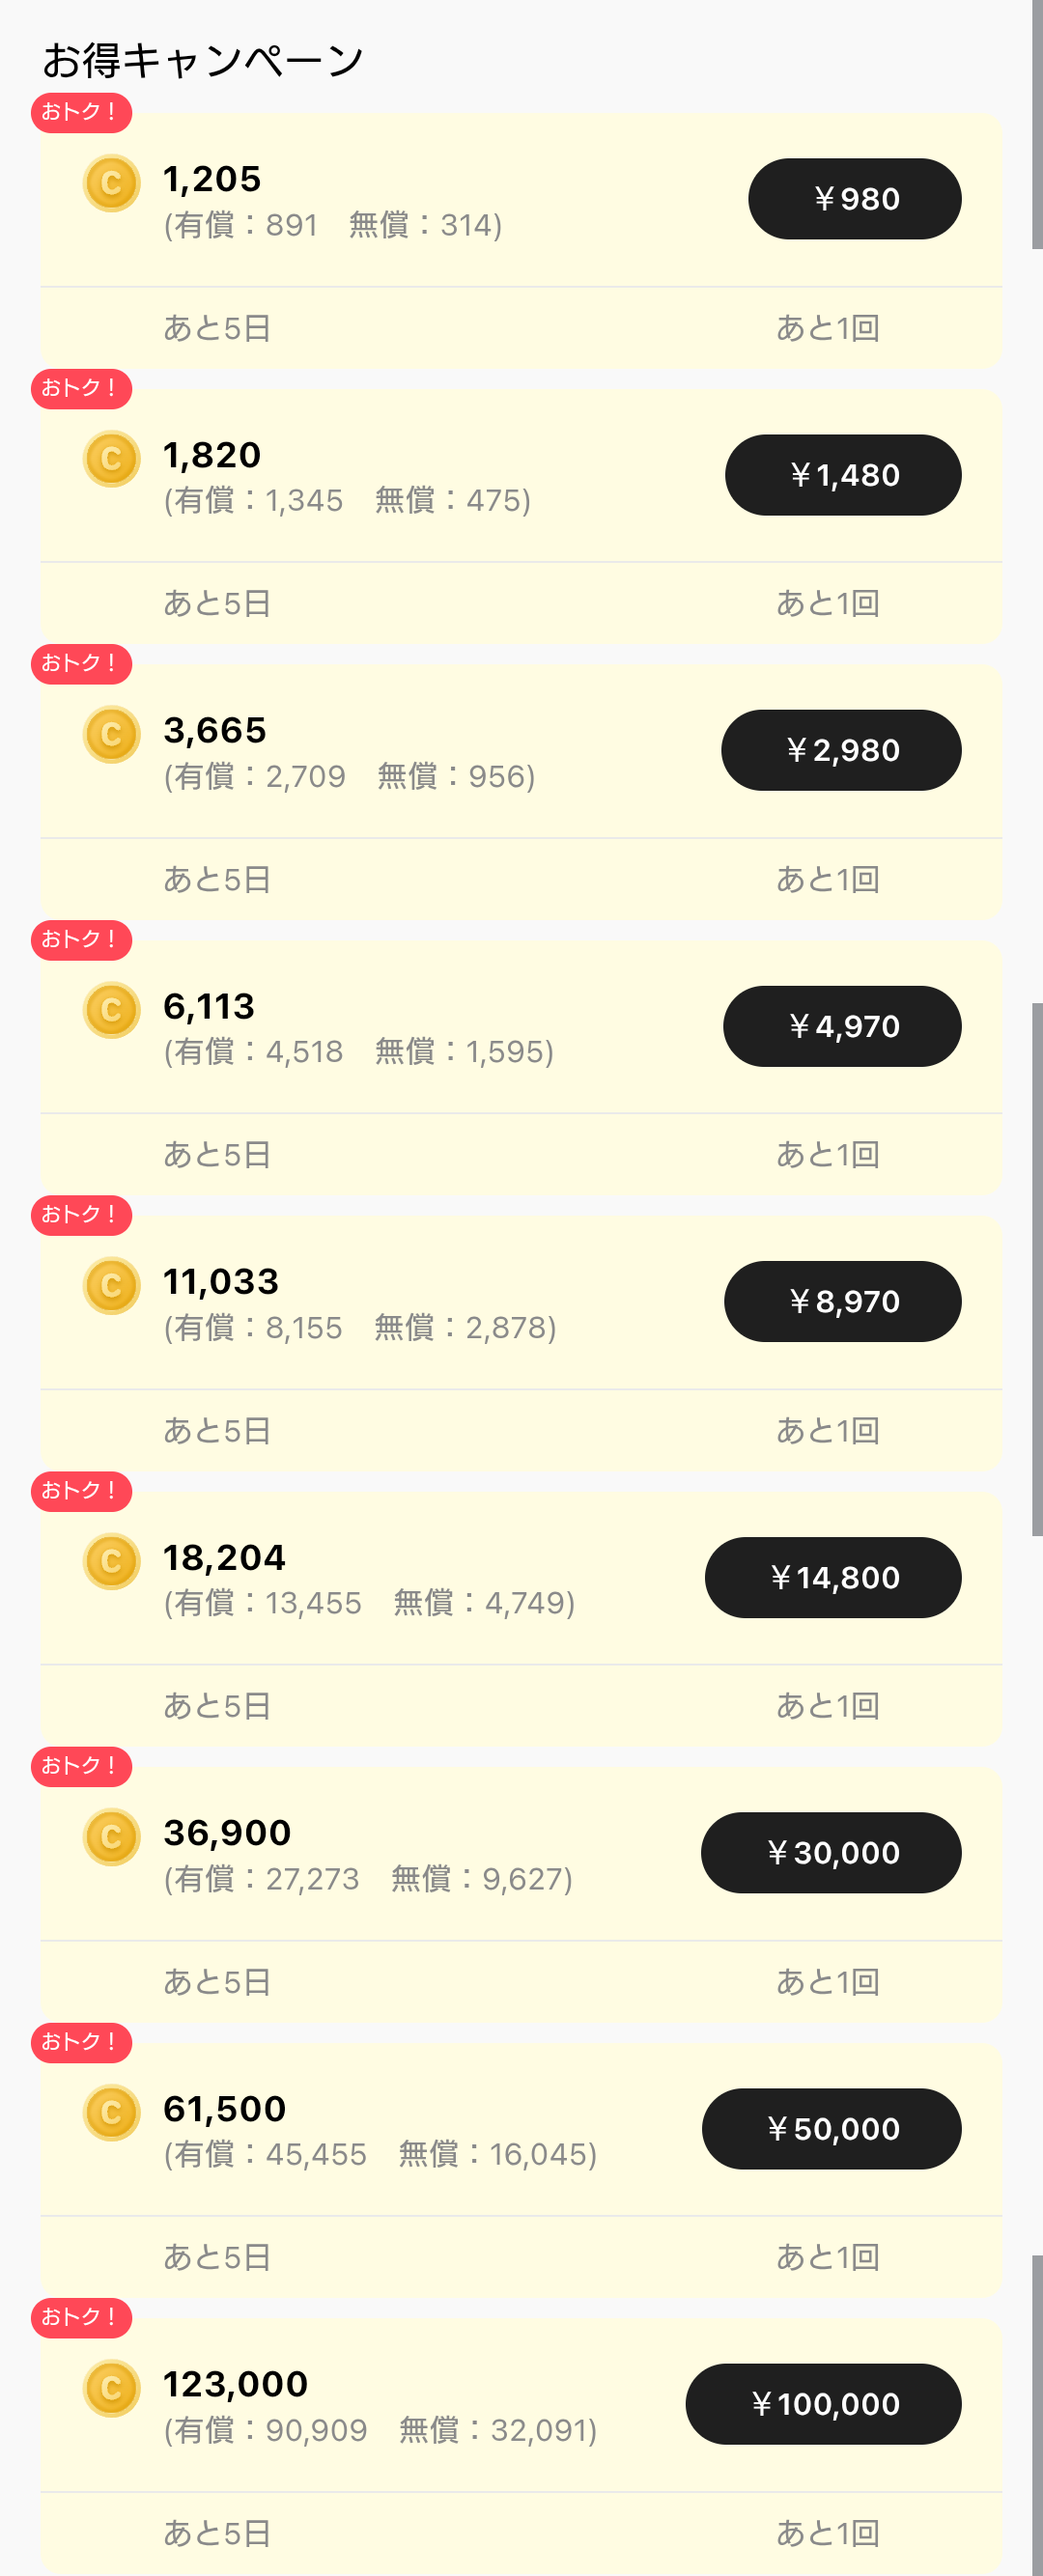 お得キャンペーン
おトク！
C 1,205 ￥980
(有償：891　無償：314)
あと5日 あと1回
おトク！
C 1,820 ￥1,480
(有償：1,345　無償：475)
あと5日 あと1回
おトク！
C 3,665 ￥2,980
(有償：2,709　無償：956)
あと5日 あと1回
おトク！
C 6,113 ￥4,970
(有償：4,518　無償：1,595)
あと5日 あと1回
おトク！
C 11,033 ￥8,970
(有償：8,155　無償：2,878)
あと5日 あと1回
おトク！
C 18,204 ￥14,800
(有償：13,455　無償：4,749)
あと5日 あと1回
おトク！
C 36,900 ￥30,000
(有償：27,273　無償：9,627)
あと5日 あと1回
おトク！
C 61,500 ￥50,000
(有償：45,455　無償：16,045)
あと5日 あと1回
おトク！
C 123,000 ￥100,000
(有償：90,909　無償：32,091)
あと5日 あと1回